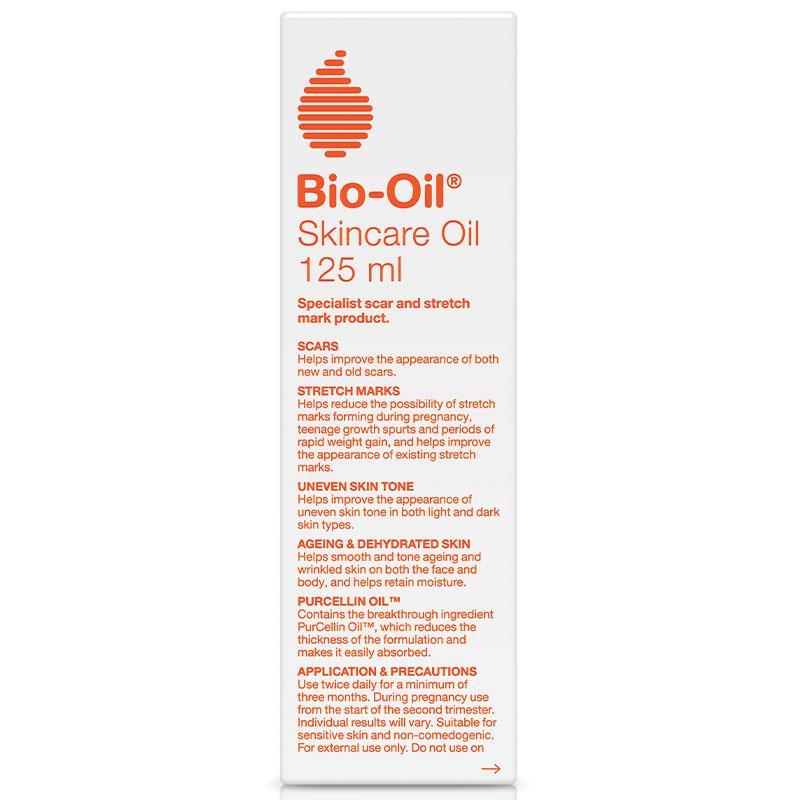 Bio-Oil®
Skincare Oil
125 ml
Specialist scar and stretch
mark product.
SCARS
Helps improve the appearance of both
new and old scars.
STRETCH MARKS
Helps reduce the possibility of stretch
marks forming during pregnancy,
teenage growth spurts and periods of
rapid weight gain, and helps improve
the appearance of existing stretch
marks.
UNEVEN SKIN TONE
Helps improve the appearance of
uneven skin tone in both light and dark
skin types.
AGEING & DEHYDRATED SKIN
Helps smooth and tone ageing and
wrinkled skin on both the face and
body, and helps retain moisture.
PURCELLIN OIL™
Contains the breakthrough ingredient
PurCellin Oil™, which reduces the
thickness of the formulation and
makes it easily absorbed.
APPLICATION & PRECAUTIONS
Use twice daily for a minimum of
three months. During pregnancy use
from the start of the second trimester.
Individual results will vary. Suitable for
sensitive skin and non-comedogenic.
For external use only. Do not use on
→